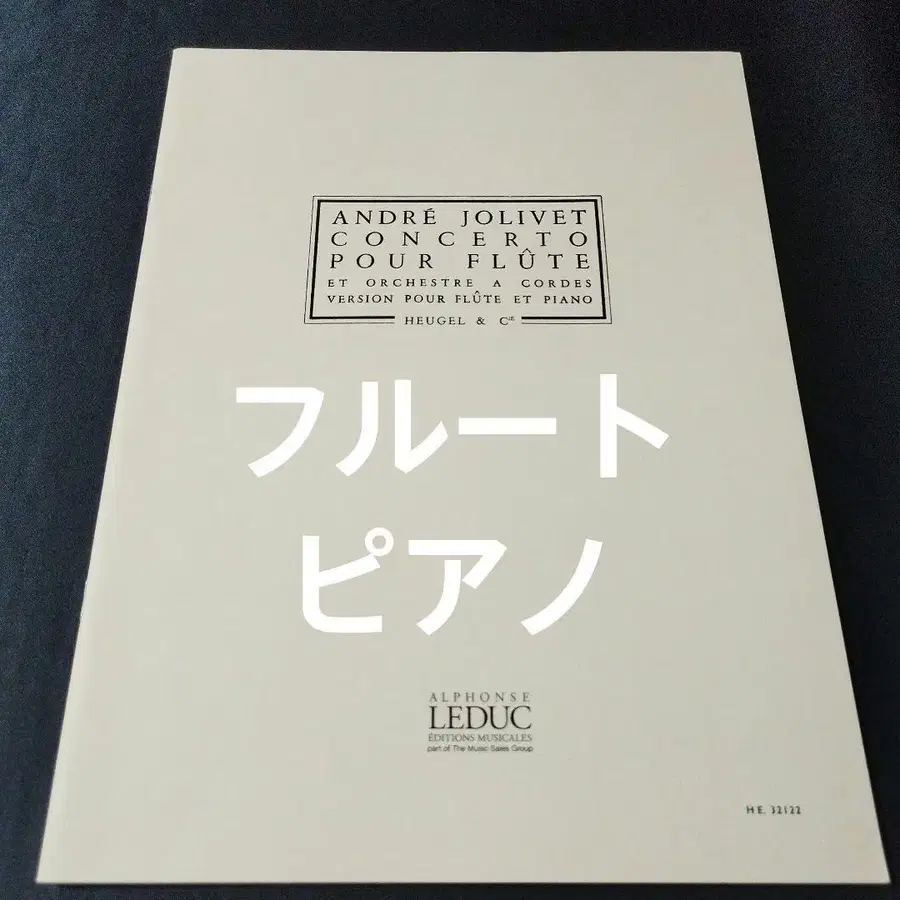 ANDRÉ JOLIVET
CONCERTO
POUR FLÛTE
ET ORCHESTRE A CORDES
VERSION POUR FLÛTE ET PIANO
HEUGEL & Cie
フルート
ピアノ
ALPHONSE
LEDUC
ÉDITIONS MUSICALES
part of The Music Sales Group
H E. 32122